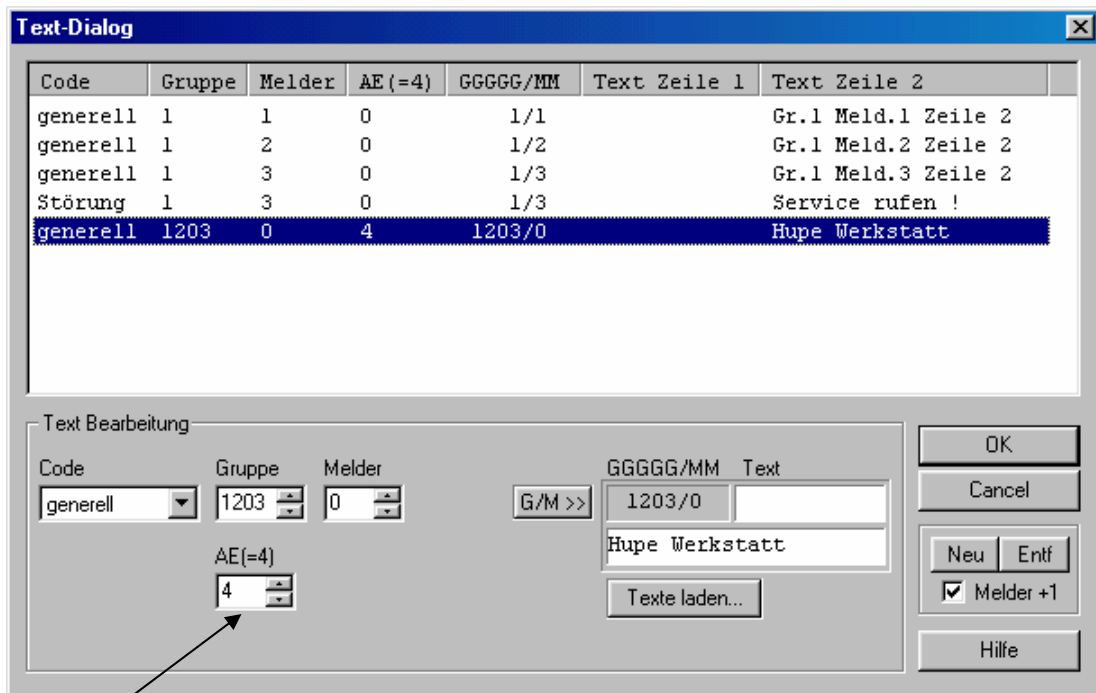 Text-Dialog
Code Gruppe Melder AE(=4) GGGGG/MM Text Zeile 1 Text Zeile 2
generell 1 1 0 1/1 Gr.1 Meld.1 Zeile 2
generell 1 2 0 1/2 Gr.1 Meld.2 Zeile 2
generell 1 3 0 1/3 Gr.1 Meld.3 Zeile 2
Störung 1 3 0 1/3 Service rufen !
generell 1203 0 4 1203/0 Hupe Werkstatt
Text Bearbeitung
Code Gruppe Melder GGGGG/MM Text
generell 1203 0 G/M >> 1203/0
Hupe Werkstatt
AE(=4)
4
Texte laden...
OK
Cancel
Neu Entf
Melder +1
Hilfe